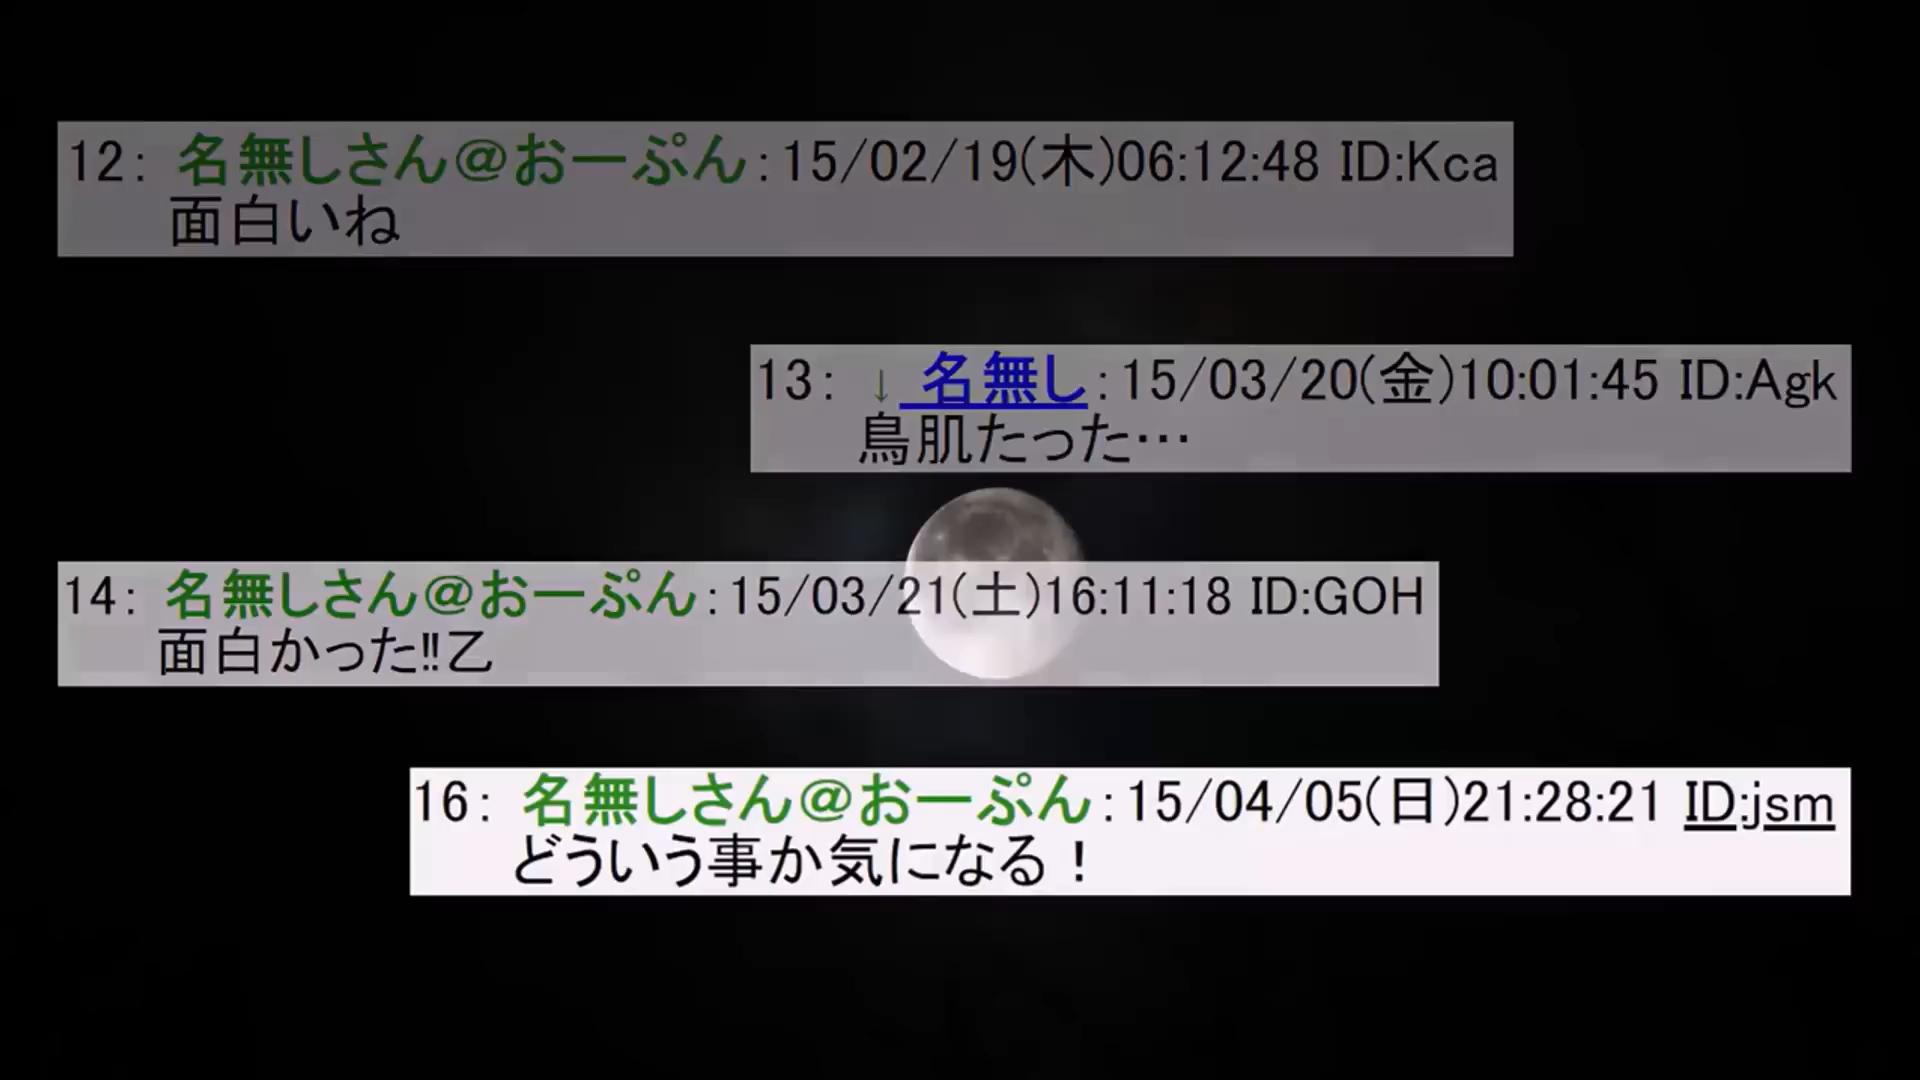 12: 名無しさん@おーぷん:15/02/19(木)06:12:48 ID:Kca
面白いね
13: ↓ 名無し:15/03/20(金)10:01:45 ID:Agk
鳥肌たった…
14: 名無しさん@おーぷん:15/03/21(土)16:11:18 ID:GOH
面白かった‼乙
16: 名無しさん@おーぷん:15/04/05(日)21:28:21 ID:jsm
どういう事か気になる!